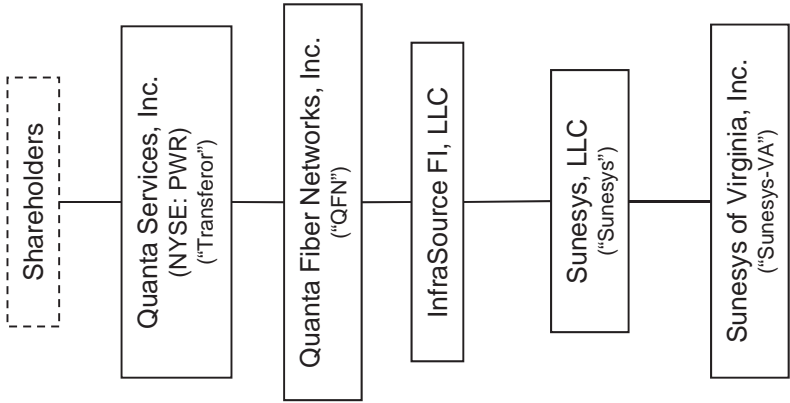 Shareholders
Quanta Services, Inc.
(NYSE: PWR)
(“Transferor”)
Quanta Fiber Networks, Inc.
(“QFN”)
InfraSource FI, LLC
Sunesys, LLC
(“Sunesys”)
Sunesys of Virginia, Inc.
(“Sunesys-VA”)